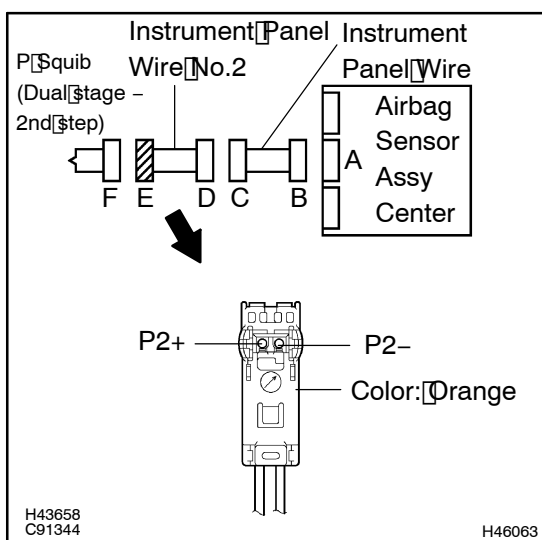 Instrument Panel
Wire No.2
Instrument
Panel Wire
P Squib
(Dual stage –
2nd step)
Airbag
Sensor
Assy
Center
F E D C B A
P2+
P2–
Color: Orange
H43658
C91344
H46063